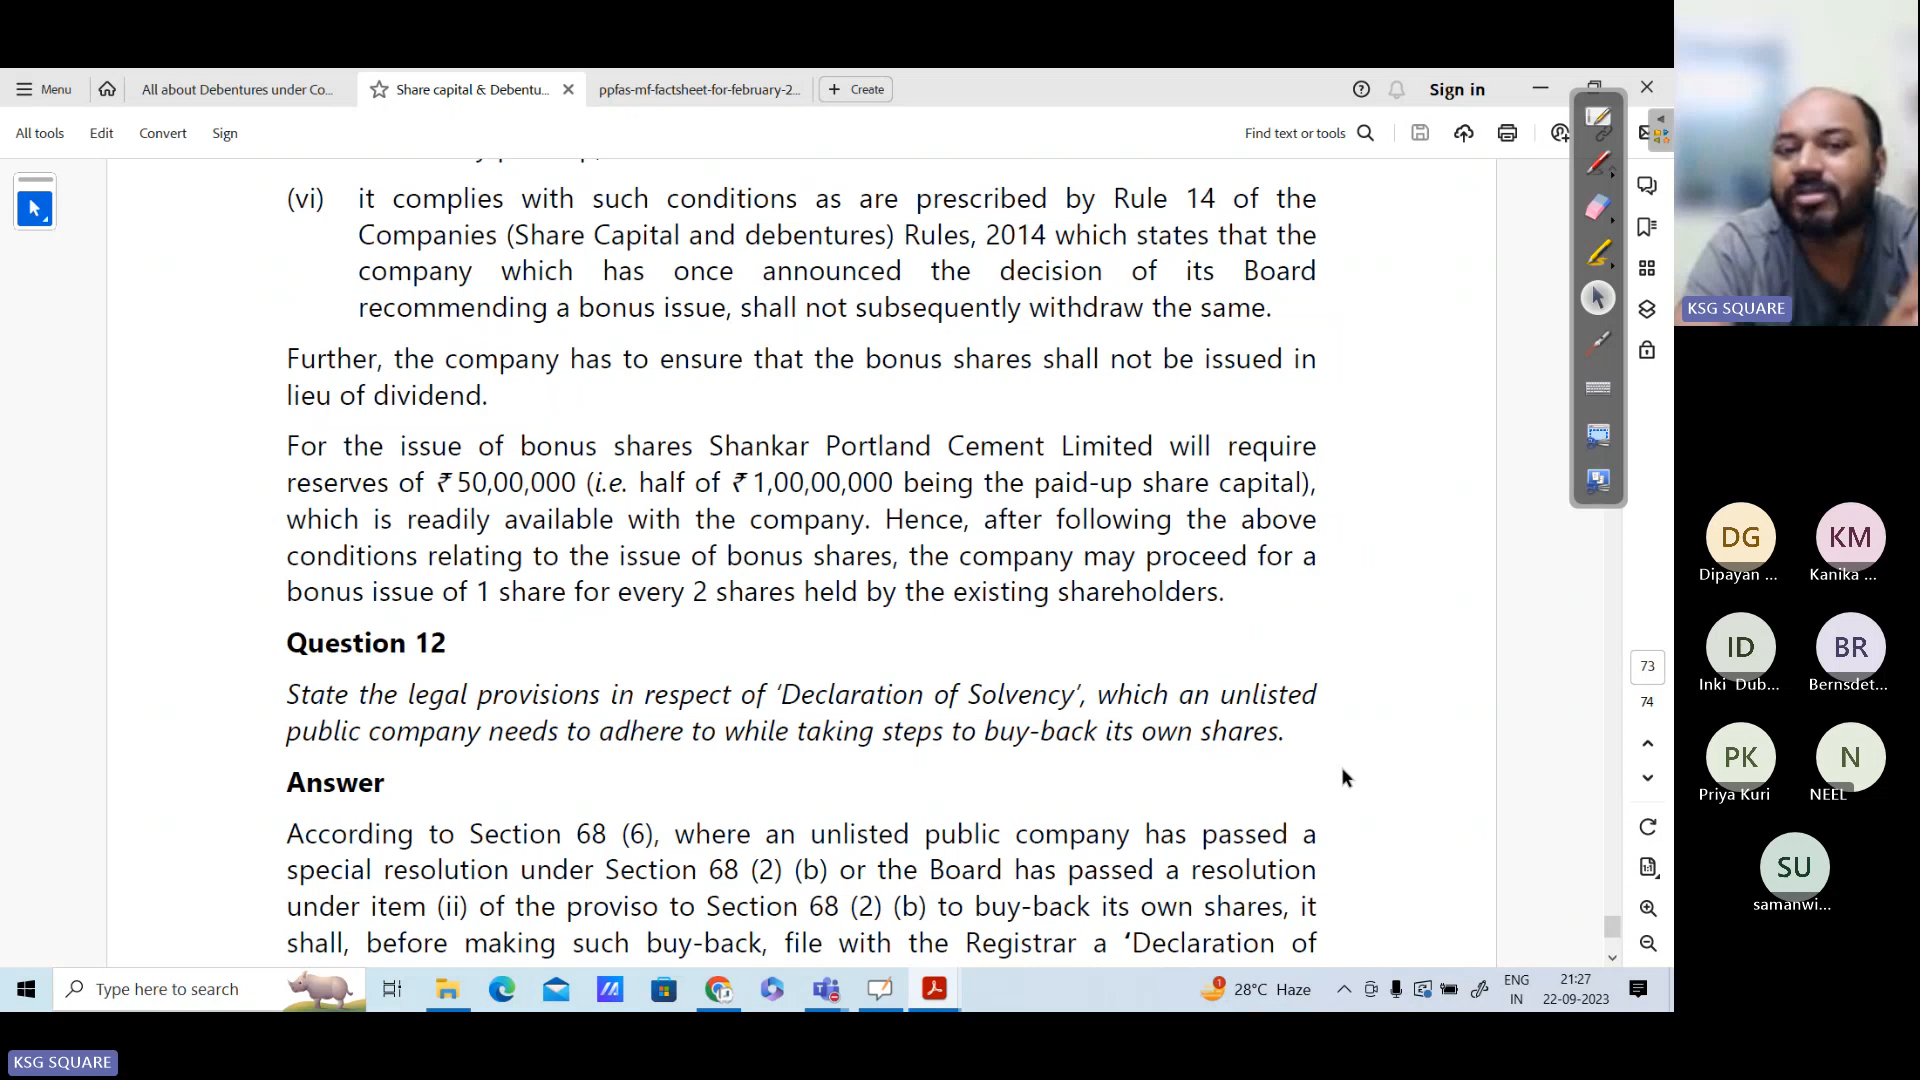 Menu
All about Debentures under Co...
Share capital & Debentu...
ppfas-mf-factsheet-for-february-2...
+ Create
Sign in
All tools
Edit
Convert
Sign
Find text or tools
(vi) it complies with such conditions as are prescribed by Rule 14 of the
Companies (Share Capital and debentures) Rules, 2014 which states that the
company which has once announced the decision of its Board
recommending a bonus issue, shall not subsequently withdraw the same.
Further, the company has to ensure that the bonus shares shall not be issued in
lieu of dividend.
For the issue of bonus shares Shankar Portland Cement Limited will require
reserves of ₹ 50,00,000 (i.e. half of ₹ 1,00,00,000 being the paid-up share capital),
which is readily available with the company. Hence, after following the above
conditions relating to the issue of bonus shares, the company may proceed for a
bonus issue of 1 share for every 2 shares held by the existing shareholders.
Question 12
State the legal provisions in respect of ‘Declaration of Solvency’, which an unlisted
public company needs to adhere to while taking steps to buy-back its own shares.
Answer
According to Section 68 (6), where an unlisted public company has passed a
special resolution under Section 68 (2) (b) or the Board has passed a resolution
under item (ii) of the proviso to Section 68 (2) (b) to buy-back its own shares, it
shall, before making such buy-back, file with the Registrar a ‘Declaration of
73
74
KSG SQUARE
DG
Dipayan ...
KM
Kanika ...
ID
Inki Dub...
BR
Bernsdet...
PK
Priya Kuri
N
NEEL
SU
samanwi...
Type here to search
1
28°C Haze
ENG
IN
21:27
22-09-2023
KSG SQUARE